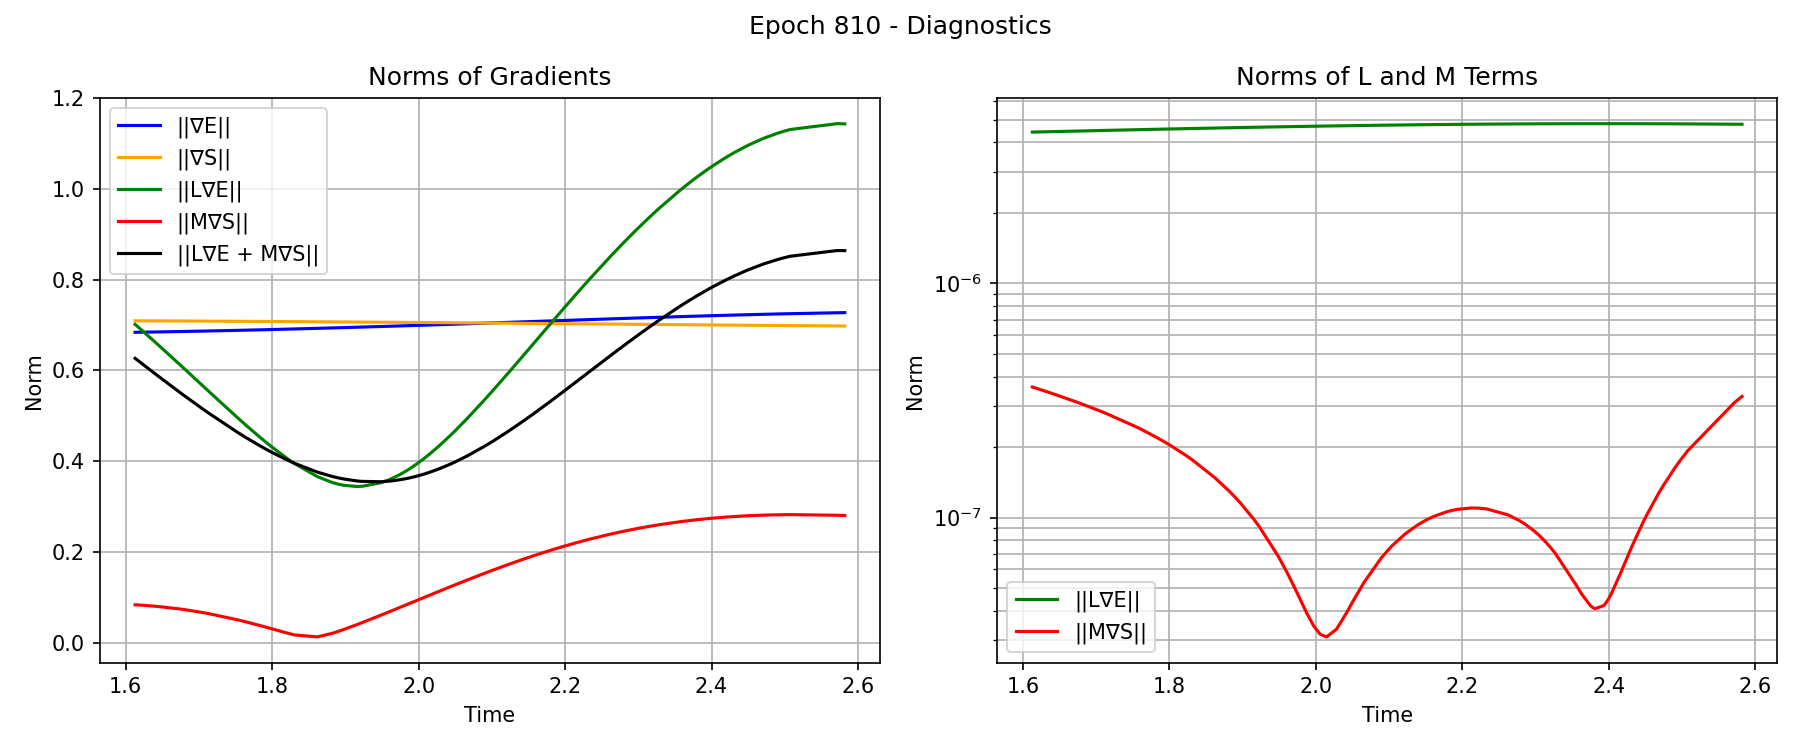 Epoch 810 - Diagnostics
Norms of Gradients
1.2
1.0
0.8
0.6
0.4
0.2
0.0
Norm
||∇E||
||∇S||
||L∇E||
||M∇S||
||L∇E + M∇S||
1.6 1.8 2.0 2.2 2.4 2.6
Time
Norms of L and M Terms
10⁻⁶
10⁻⁷
Norm
||L∇E||
||M∇S||
1.6 1.8 2.0 2.2 2.4 2.6
Time